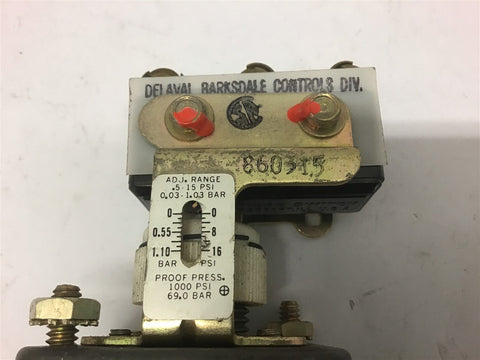 DELAVAL BARKSDALE CONTROLS DIV.
860315
ADJ. RANGE
.5-15 PSI
0.03-1.03 BAR
0 0
0.55 8
1.10 16
BAR PSI
PROOF PRESS.
1000 PSI
69.0 BAR